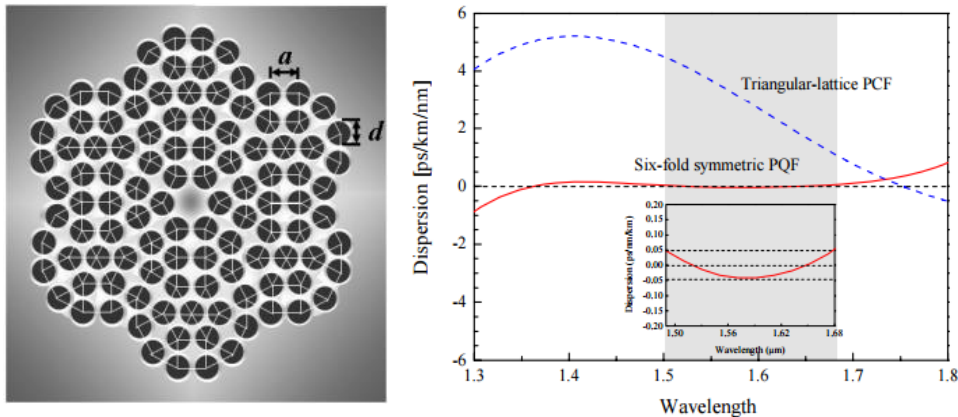 a
d
Dispersion [ps/km/nm]
6
4
2
0
-2
-4
-6
Triangular-lattice PCF
Six-fold symmetric PQF
Dispersion (ps/nm/km)
0.20
0.15
0.10
0.05
0.00
-0.05
-0.10
-0.15
-0.20
1.50 1.56 1.62 1.68
Wavelength (µm)
1.3 1.4 1.5 1.6 1.7 1.8
Wavelength